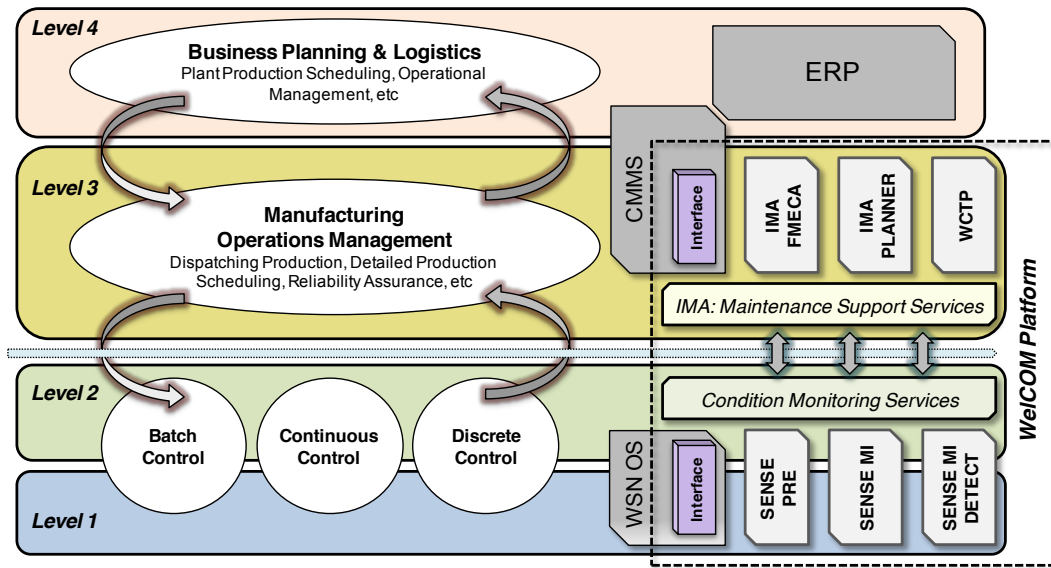 Level 4
Business Planning & Logistics
Plant Production Scheduling, Operational
Management, etc
ERP
Level 3
Manufacturing
Operations Management
Dispatching Production, Detailed Production
Scheduling, Reliability Assurance, etc
CMMS
Interface
IMA
FMECA
IMA
PLANNER
WCTP
IMA: Maintenance Support Services
WelCOM Platform
Level 2
Batch
Control
Continuous
Control
Discrete
Control
Condition Monitoring Services
WSN OS
Interface
SENSE
PRE
SENSE MI
SENSE MI
DETECT
Level 1